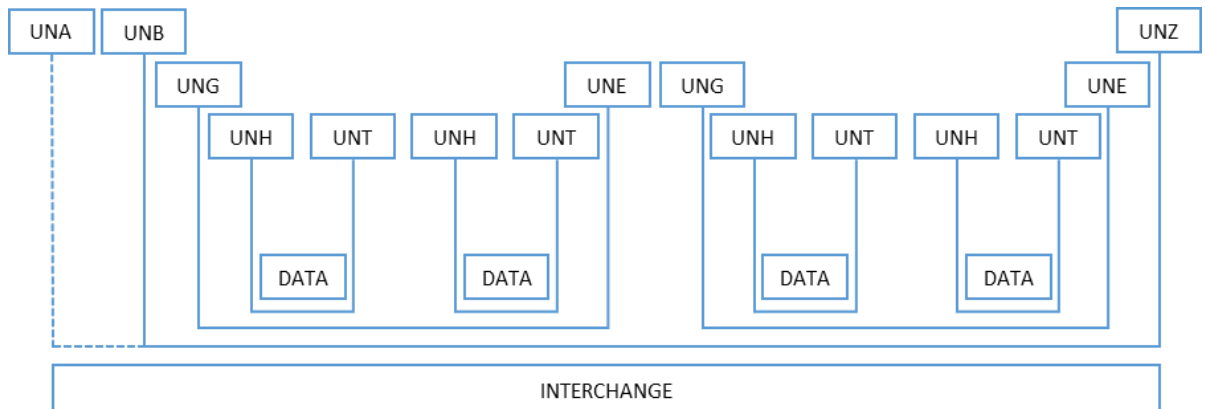 UNA UNB UNZ
UNG UNE UNG UNE
UNH UNT UNH UNT UNH UNT UNH UNT
DATA DATA DATA DATA
INTERCHANGE